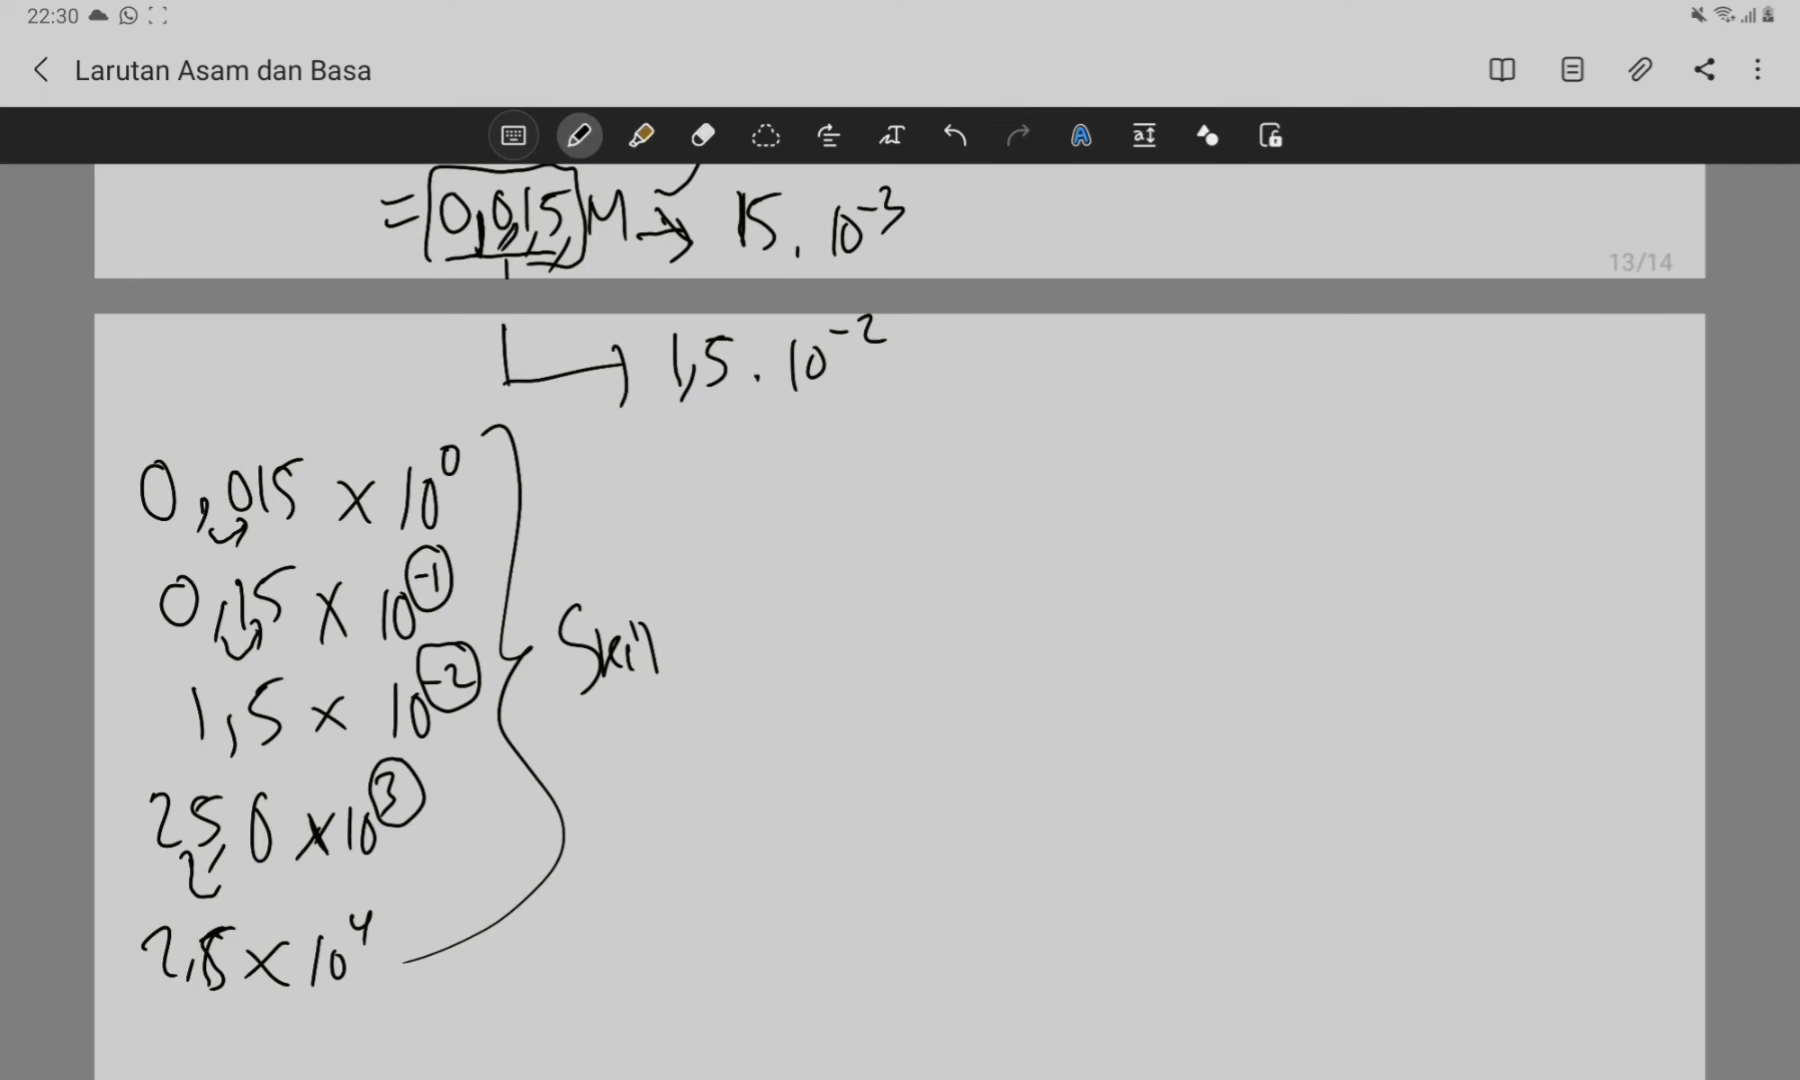 22:30
Larutan Asam dan Basa
= 0,015 M → 15 . 10⁻³
13/14
1,5 . 10⁻²
0,015 x 10⁰
0,15 x 10⁻¹
1,5 x 10⁻²
Skill
25,0 x 10³
2,5 x 10⁴